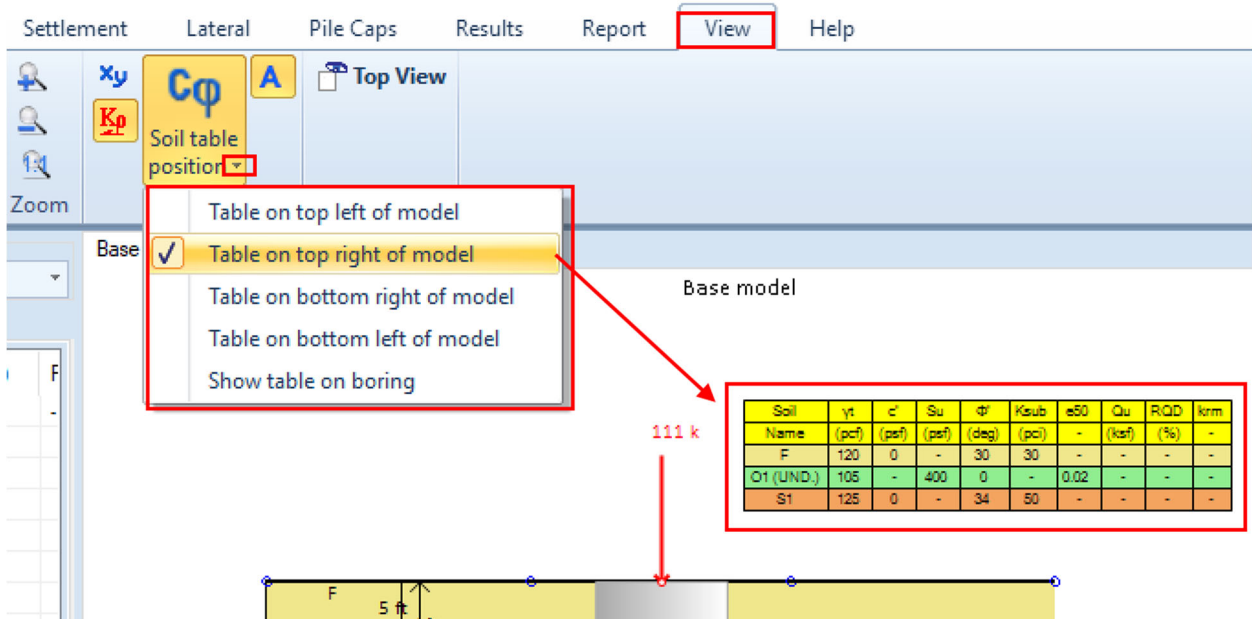 Settlement Lateral Pile Caps Results Report View Help
xy Cφ A Top View
Kp
Soil table
position
1:1
Zoom
Table on top left of model
Base
Table on top right of model
Table on bottom right of model
Table on bottom left of model
Show table on boring
Base model
F
-
Soil γt c' Su Φ' Ksub e50 Qu RQD krm
Name (pcf) (psf) (psf) (deg) (pci) - (ksf) (%) -
F 120 0 - 30 30 - - - -
O1 (UND.) 105 - 400 0 - 0.02 - - -
S1 125 0 - 34 50 - - - -
111 k
F
5 ft